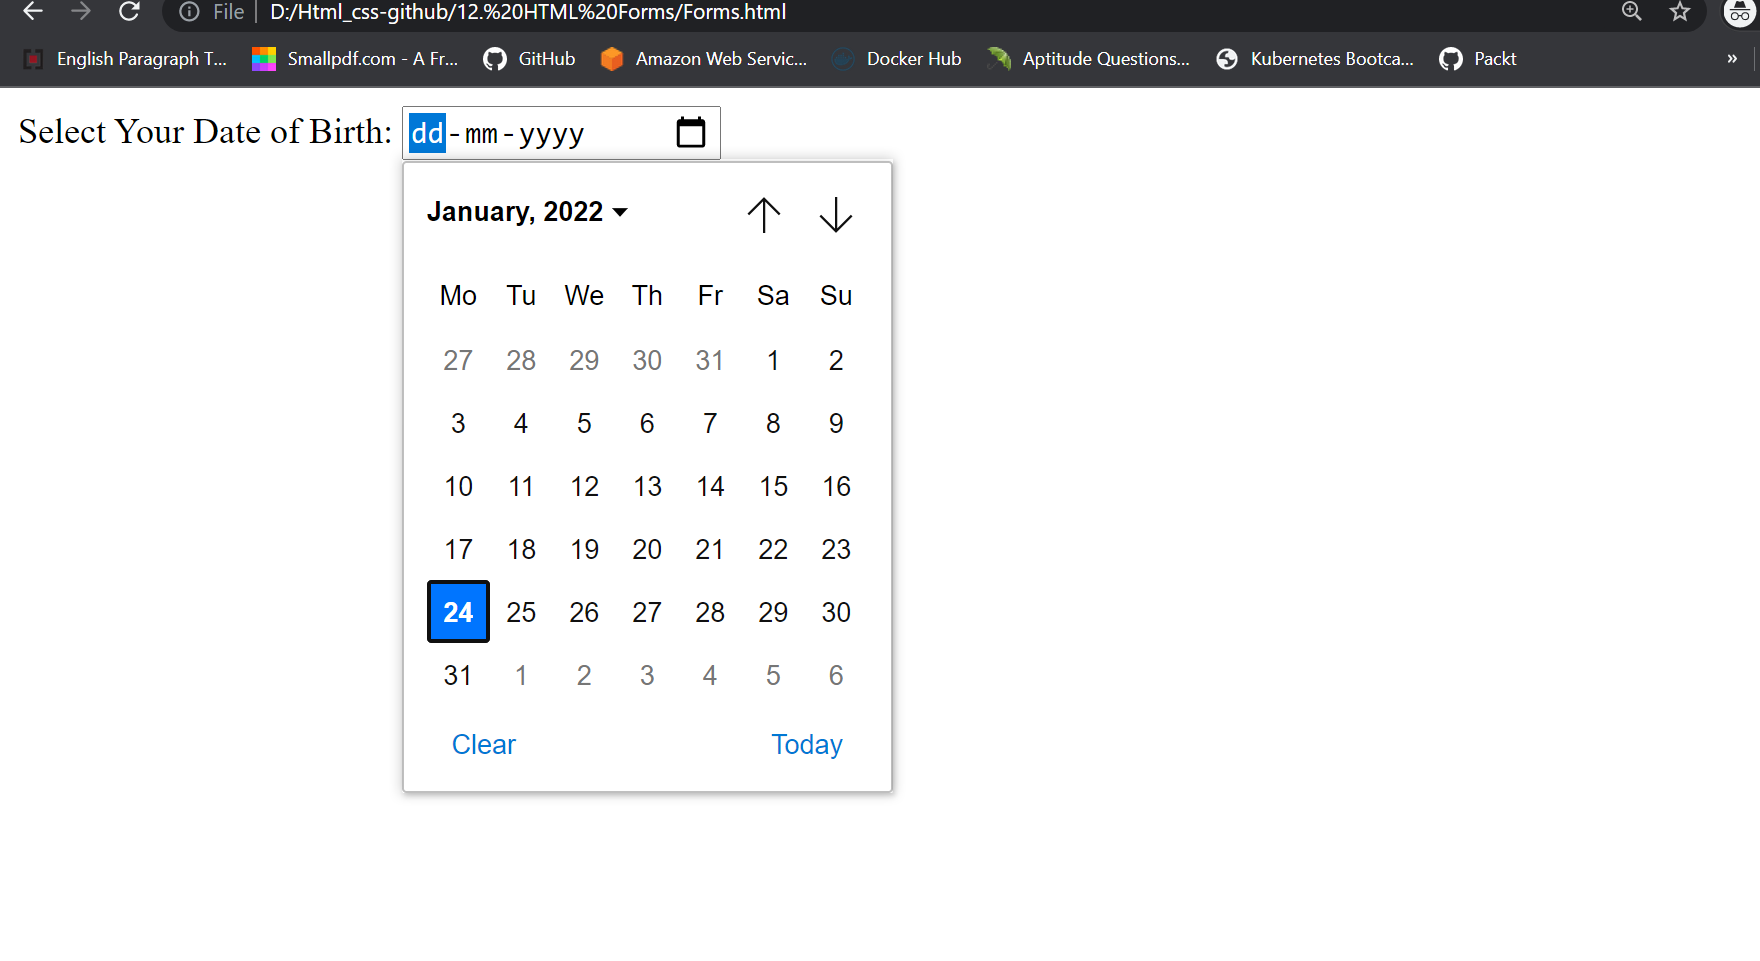 File D:/Html_css-github/12.%20HTML%20Forms/Forms.html
English Paragraph T... Smallpdf.com - A Fr... GitHub Amazon Web Servic... Docker Hub Aptitude Questions... Kubernetes Bootca... Packt »
Select Your Date of Birth: dd-mm-yyyy
January, 2022
Mo Tu We Th Fr Sa Su
27 28 29 30 31 1 2
3 4 5 6 7 8 9
10 11 12 13 14 15 16
17 18 19 20 21 22 23
24 25 26 27 28 29 30
31 1 2 3 4 5 6
Clear Today